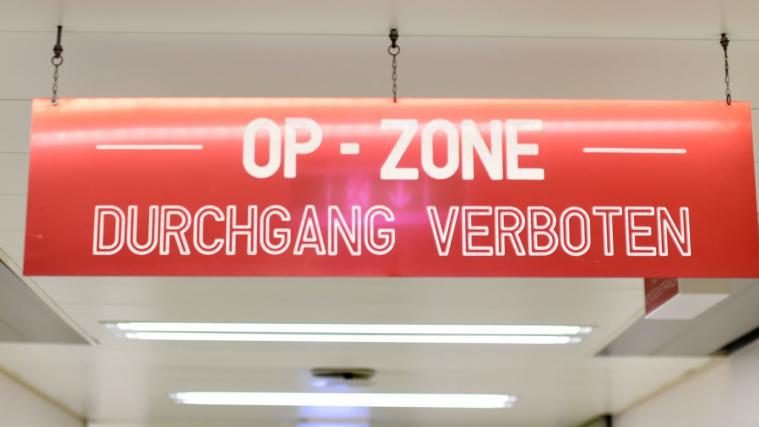 OP - ZONE
DURCHGANG VERBOTEN